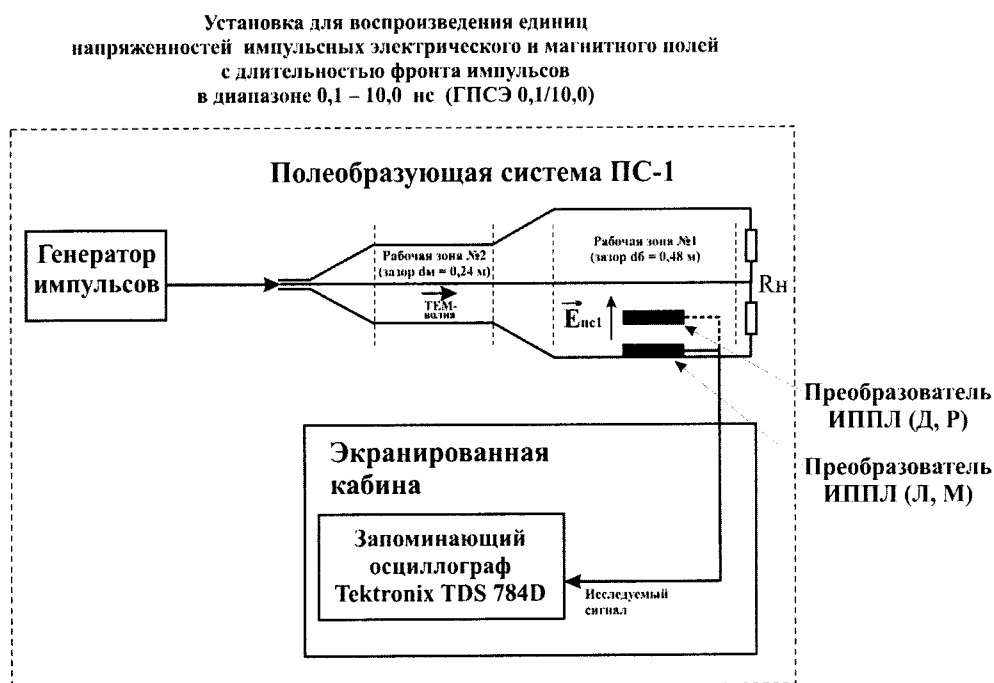 Установка для воспроизведения единиц
напряженностей импульсных электрического и магнитного полей
с длительностью фронта импульсов
в диапазоне 0,1 – 10,0 нс (ГПСЭ 0,1/10,0)
Полеобразующая система ПС-1
Генератор
импульсов
Рабочая зона №2
(зазор dм = 0,24 м)
Рабочая зона №1
(зазор dб = 0,48 м)
Rн
ТЕМ-
волна
Eпс1
Преобразователь
ИППЛ (Д, Р)
Преобразователь
ИППЛ (Л, М)
Экранированная
кабина
Запоминающий
осциллограф
Tektronix TDS 784D
Исследуемый
сигнал